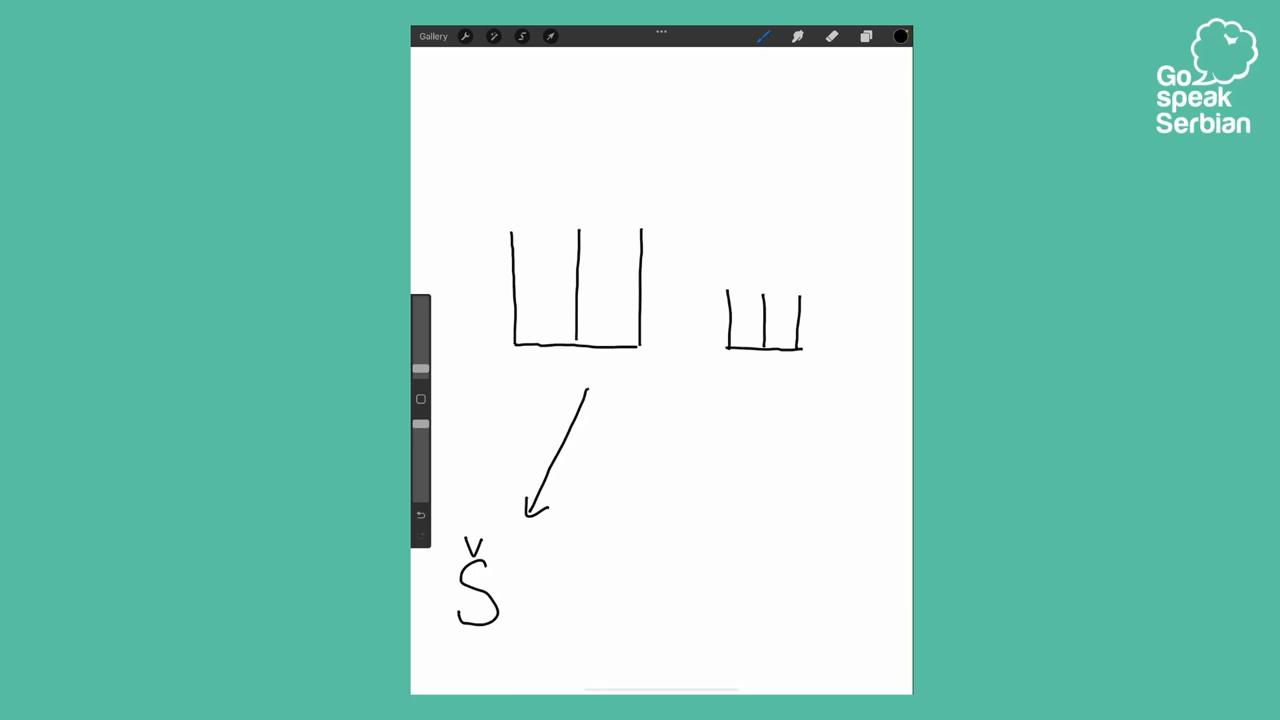 Gallery
Go
speak
Serbian
Ш ш
Š